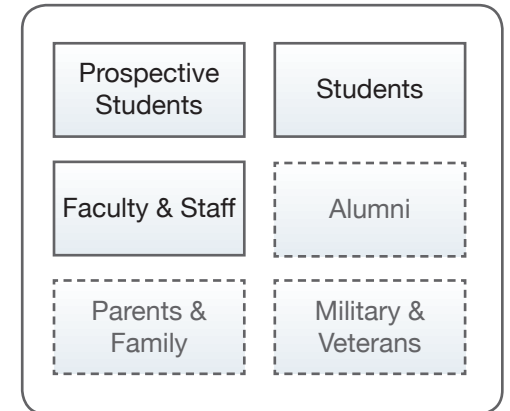 Prospective
Students
Students
Faculty & Staff
Alumni
Parents &
Family
Military &
Veterans